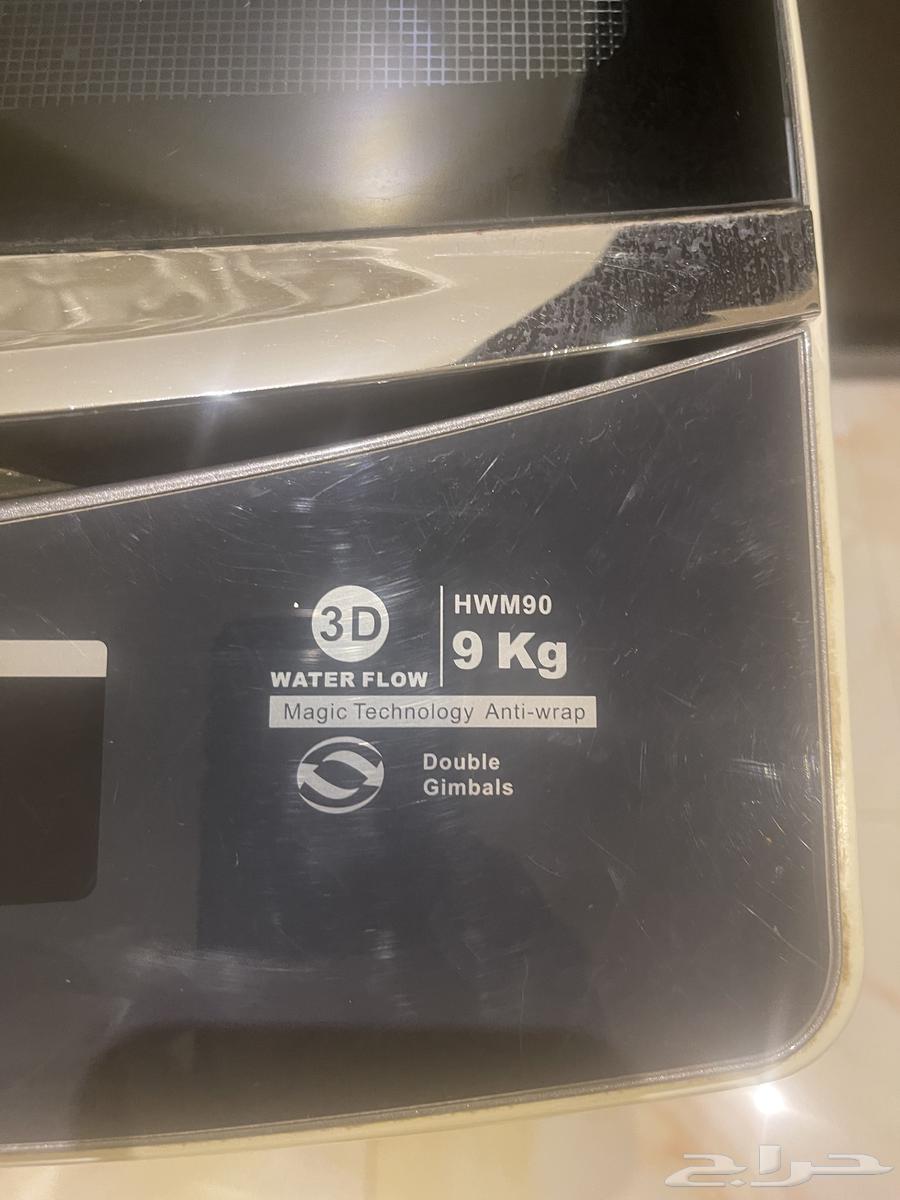 3D
WATER FLOW
HWM90
9 Kg
Magic Technology Anti-wrap
Double
Gimbals
حراج